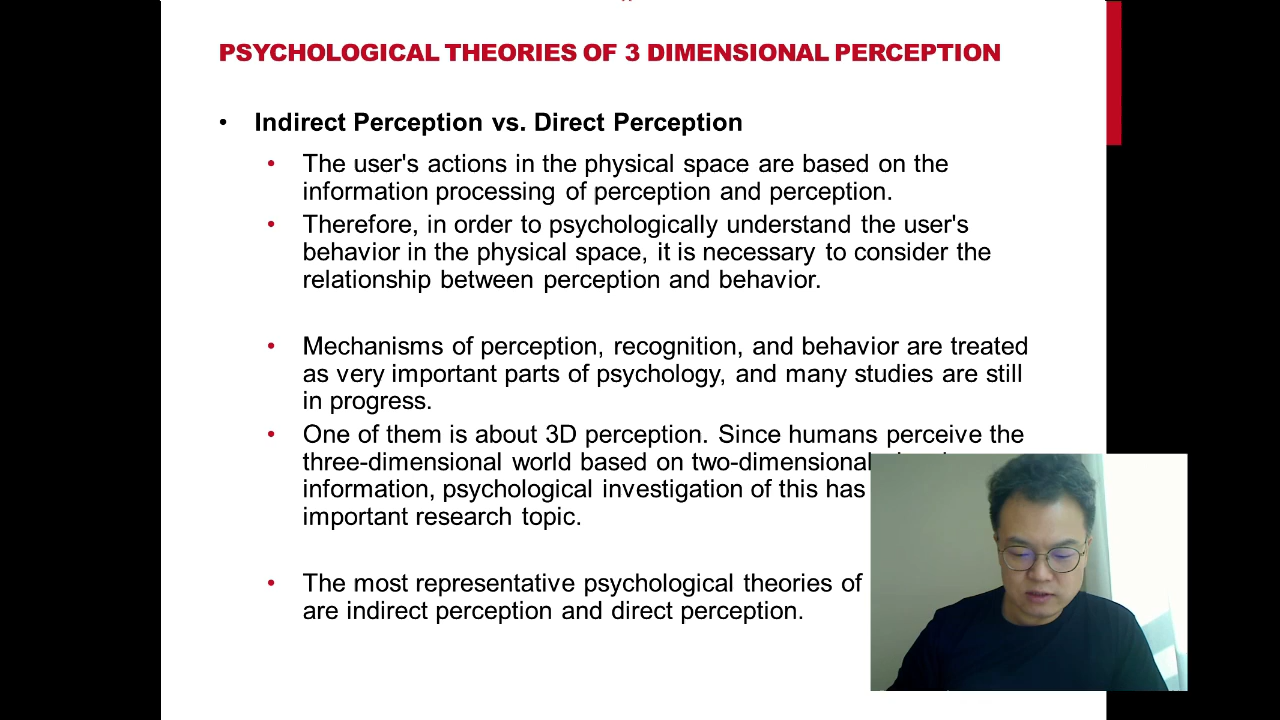 PSYCHOLOGICAL THEORIES OF 3 DIMENSIONAL PERCEPTION
• Indirect Perception vs. Direct Perception
• The user's actions in the physical space are based on the
information processing of perception and perception.
• Therefore, in order to psychologically understand the user's
behavior in the physical space, it is necessary to consider the
relationship between perception and behavior.
• Mechanisms of perception, recognition, and behavior are treated
as very important parts of psychology, and many studies are still
in progress.
• One of them is about 3D perception. Since humans perceive the
three-dimensional world based on two-dimensional
information, psychological investigation of this has
important research topic.
• The most representative psychological theories of
are indirect perception and direct perception.